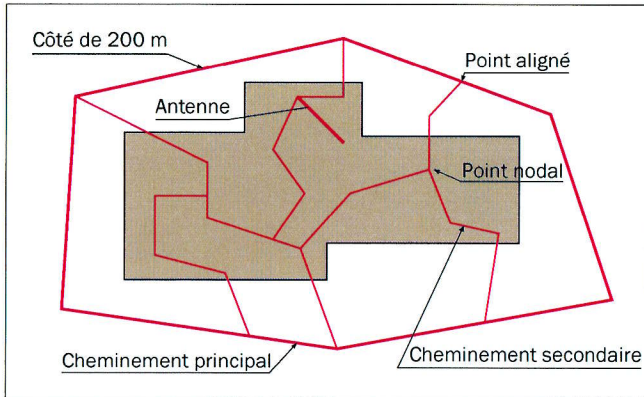 Côté de 200 m
Point aligné
Antenne
Point nodal
Cheminement principal
Cheminement secondaire